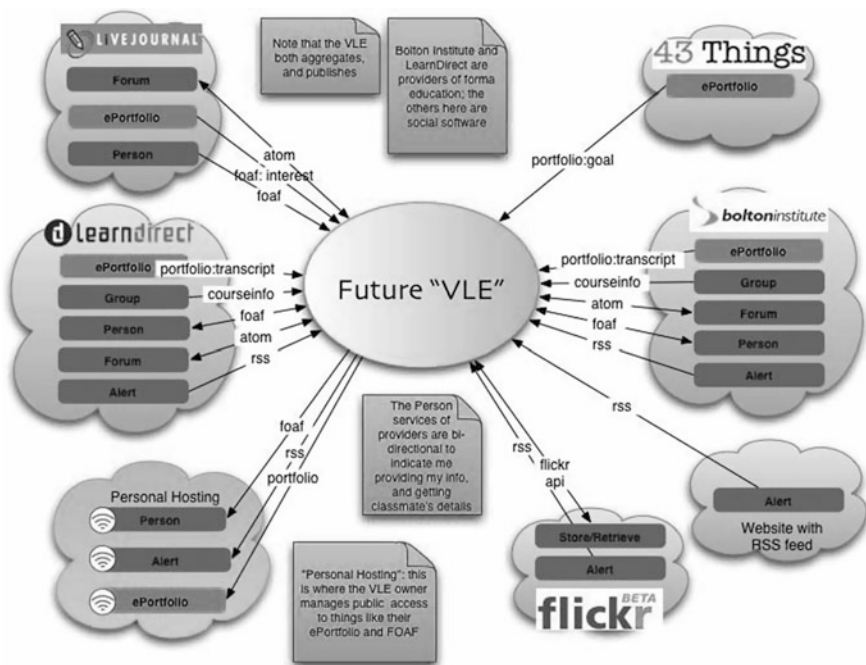 LiVEJOURNAL
Forum
ePortfolio
Person
Note that the VLE
both aggregates,
and publishes
Bolton Institute and
LearnDirect are
providers of forma
education; the
others here are
social software
43 Things
ePortfolio
atom
foaf: interest
foaf
portfolio:goal
learndirect
ePortfolio
Group
Person
Forum
Alert
portfolio:transcript
courseinfo
foaf
atom
rss
Future "VLE"
boltoninstitute
ePortfolio
Group
Forum
Person
Alert
portfolio:transcript
courseinfo
atom
foaf
rss
foaf
rss
portfolio
Personal Hosting
Person
Alert
ePortfolio
The Person
services of
providers are bi-
directional to
indicate me
providing my info,
and getting
classmate's details
"Personal Hosting": this
is where the VLE owner
manages public access
to things like their
ePortfolio and FOAF
rss
flickr
api
Store/Retrieve
Alert
flickr
BETA
rss
Alert
Website with
RSS feed